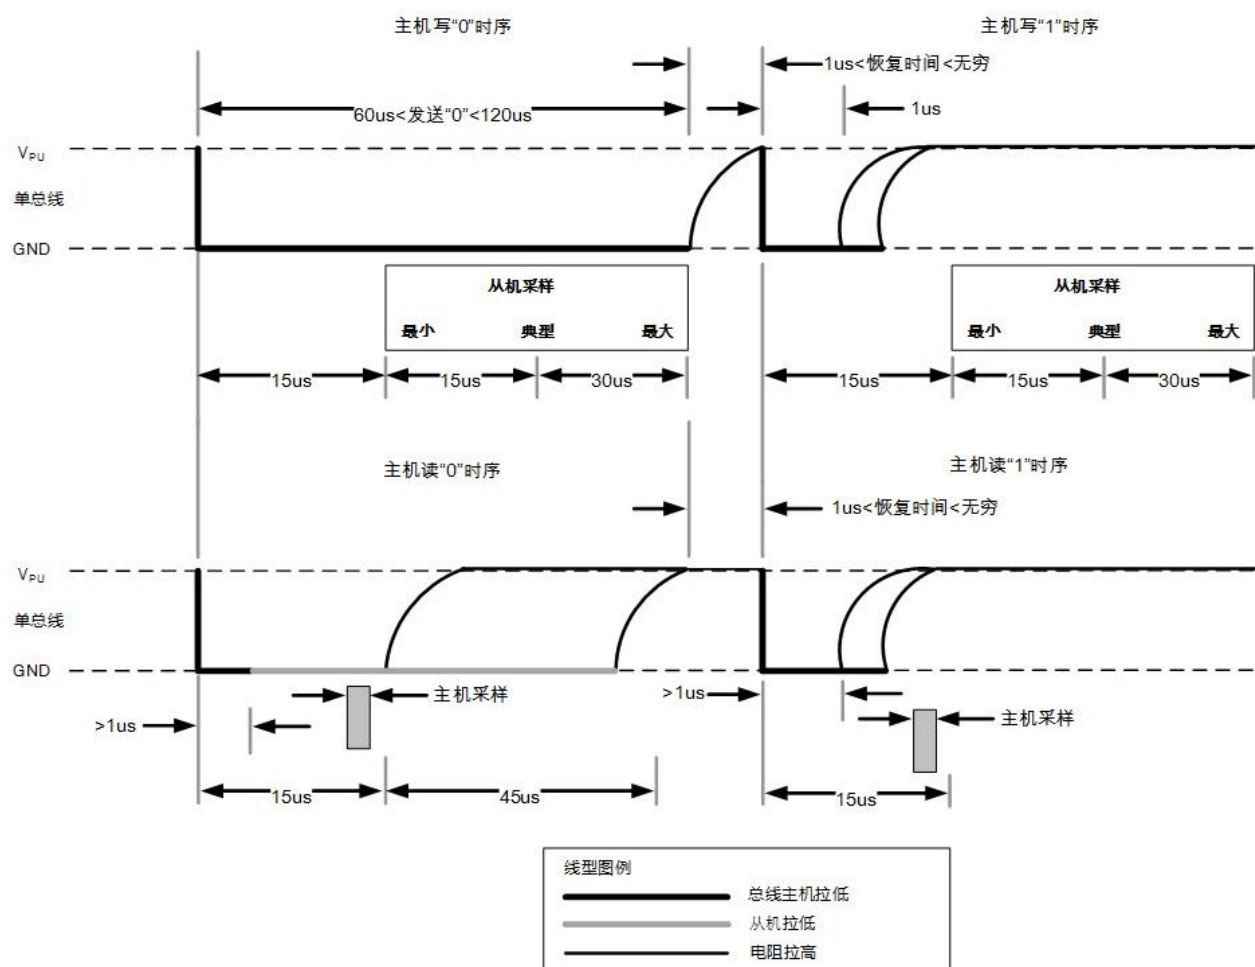 主机写“0”时序
主机写“1”时序
1us<恢复时间<无穷
60us<发送“0”<120us
1us
VPU
单总线
GND
从机采样
最小 典型 最大
从机采样
最小 典型 最大
15us
15us
30us
15us
15us
30us
主机读“0”时序
主机读“1”时序
1us<恢复时间<无穷
VPU
单总线
GND
主机采样
>1us
>1us
主机采样
15us
45us
15us
线型图例
总线主机拉低
从机拉低
电阻拉高